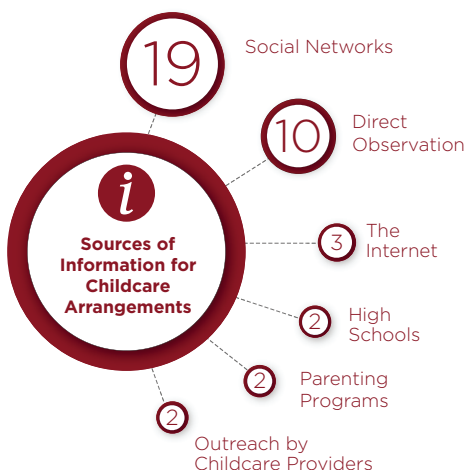 19
Social Networks
10
Direct
Observation
i
Sources of
Information for
Childcare
Arrangements
3
The
Internet
2
High
Schools
2
Parenting
Programs
2
Outreach by
Childcare Providers